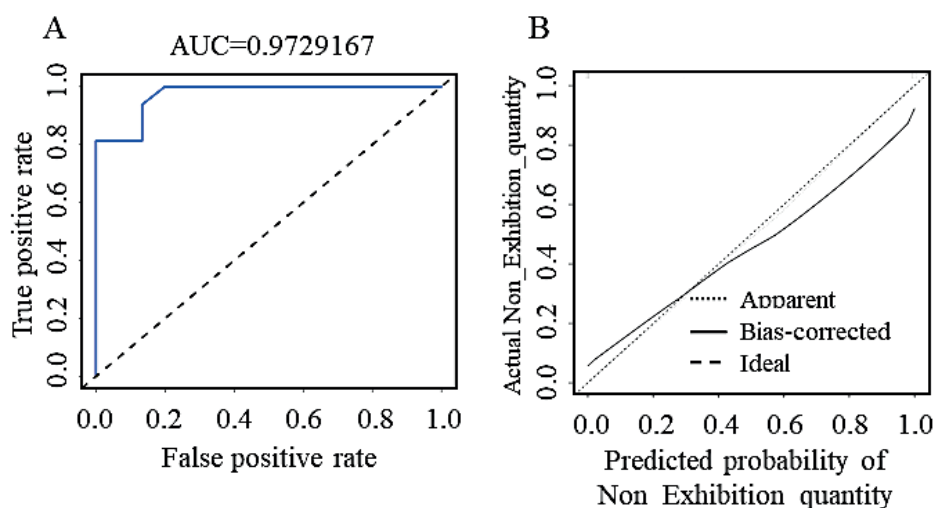 A
AUC=0.9729167
True positive rate
1.0
0.8
0.6
0.4
0.2
0.0
0.0 0.2 0.4 0.6 0.8 1.0
False positive rate
B
Actual Non_Exhibition_quantity
1.0
0.8
0.6
0.4
0.2
0.0
Apparent
Bias-corrected
Ideal
0.0 0.2 0.4 0.6 0.8 1.0
Predicted probability of
Non Exhibition quantity